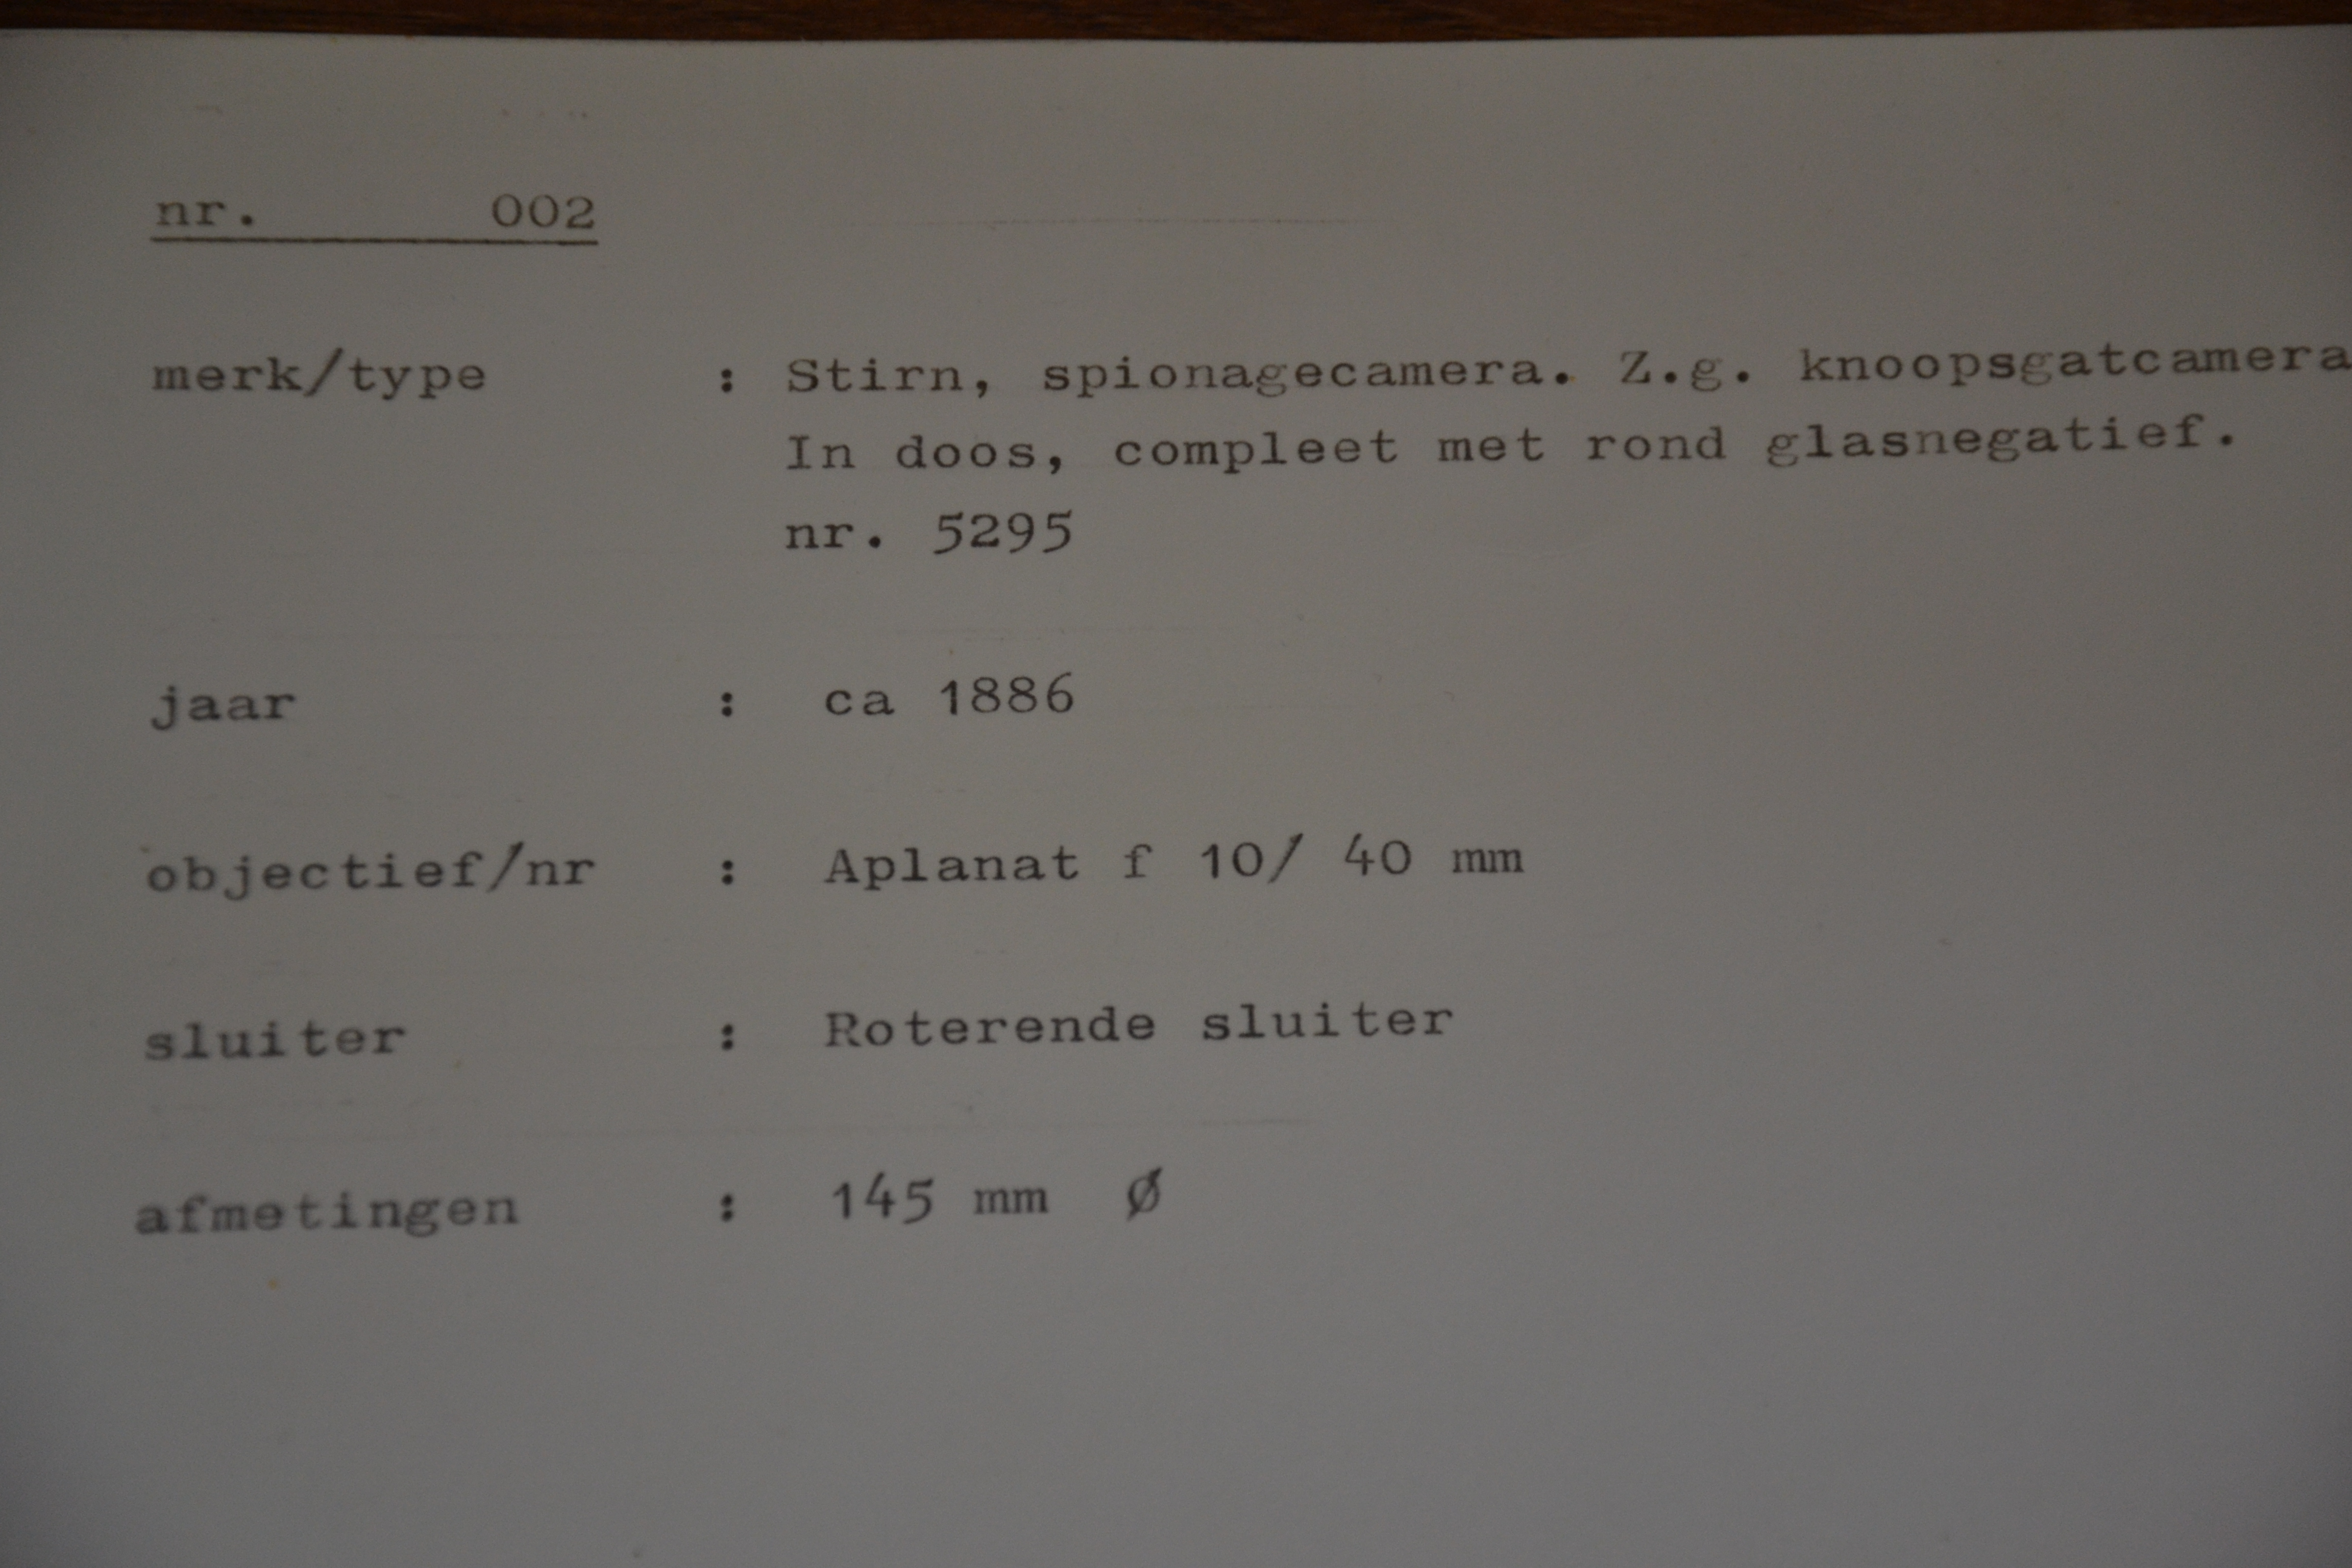 nr. 002
merk/type : Stirn, spionagecamera. Z.g. knoopsgatcamera
In doos, compleet met rond glasnegatief.
nr. 5295
jaar : ca 1886
objectief/nr : Aplanat f 10/ 40 mm
sluiter : Roterende sluiter
afmetingen : 145 mm Ø